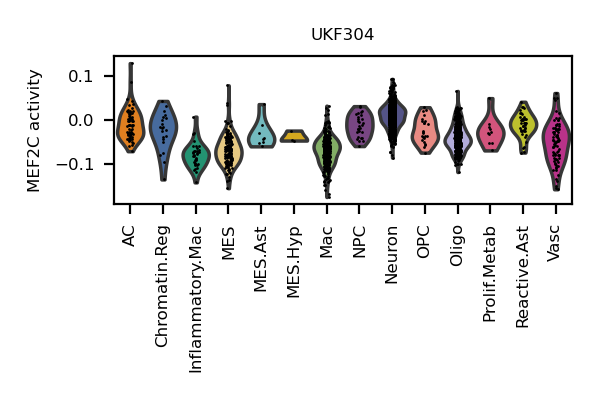 UKF304
MEF2C activity
0.1
0.0
−0.1
AC
Chromatin.Reg
Inflammatory.Mac
MES
MES.Ast
MES.Hyp
Mac
NPC
Neuron
OPC
Oligo
Prolif.Metab
Reactive.Ast
Vasc